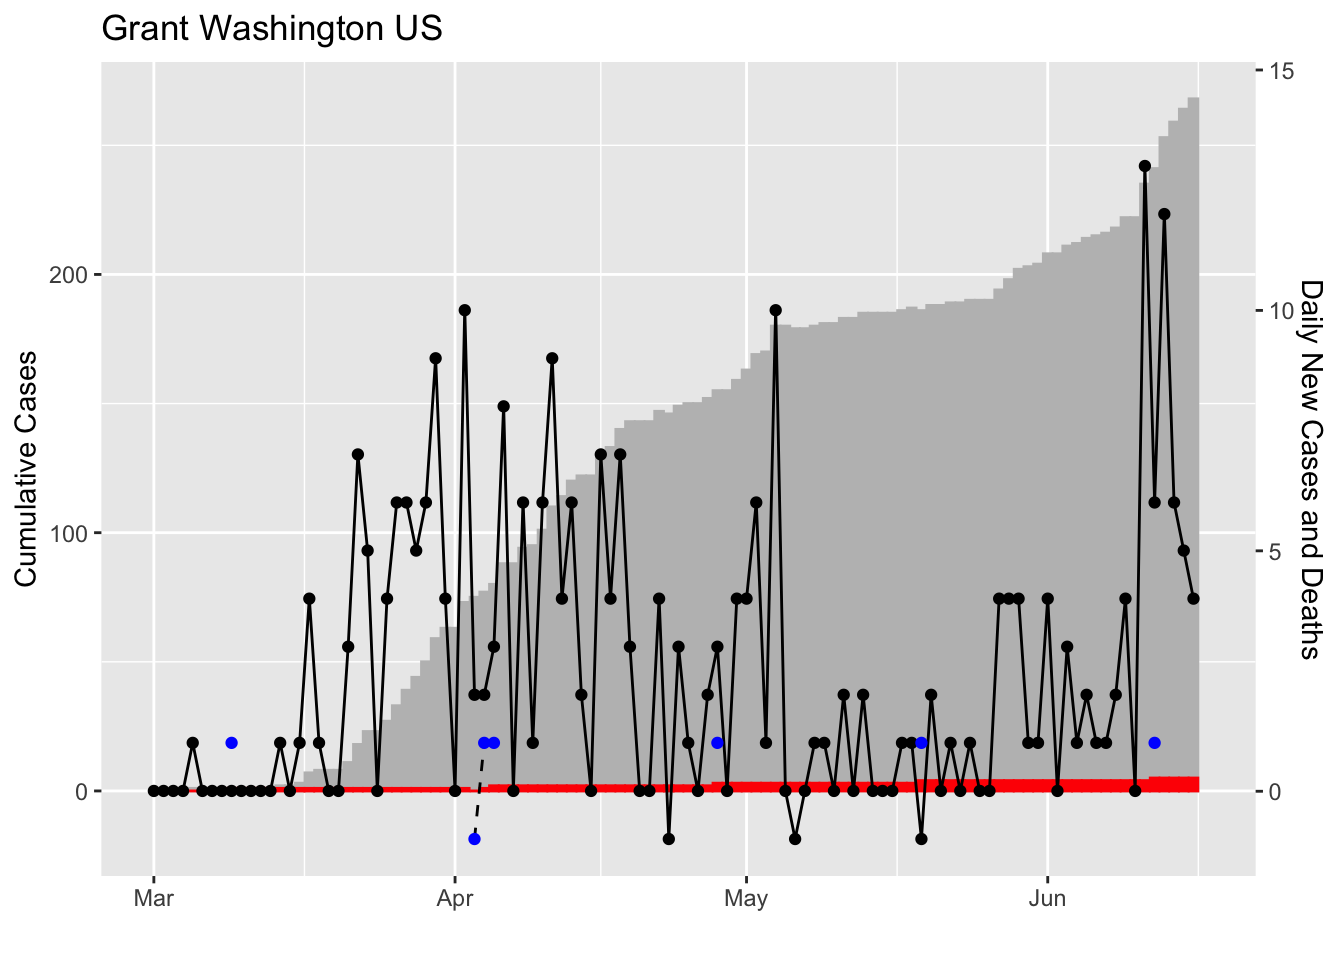 Grant Washington US
Cumulative Cases
200
100
0
15
10
5
0
Daily New Cases and Deaths
Mar
Apr
May
Jun